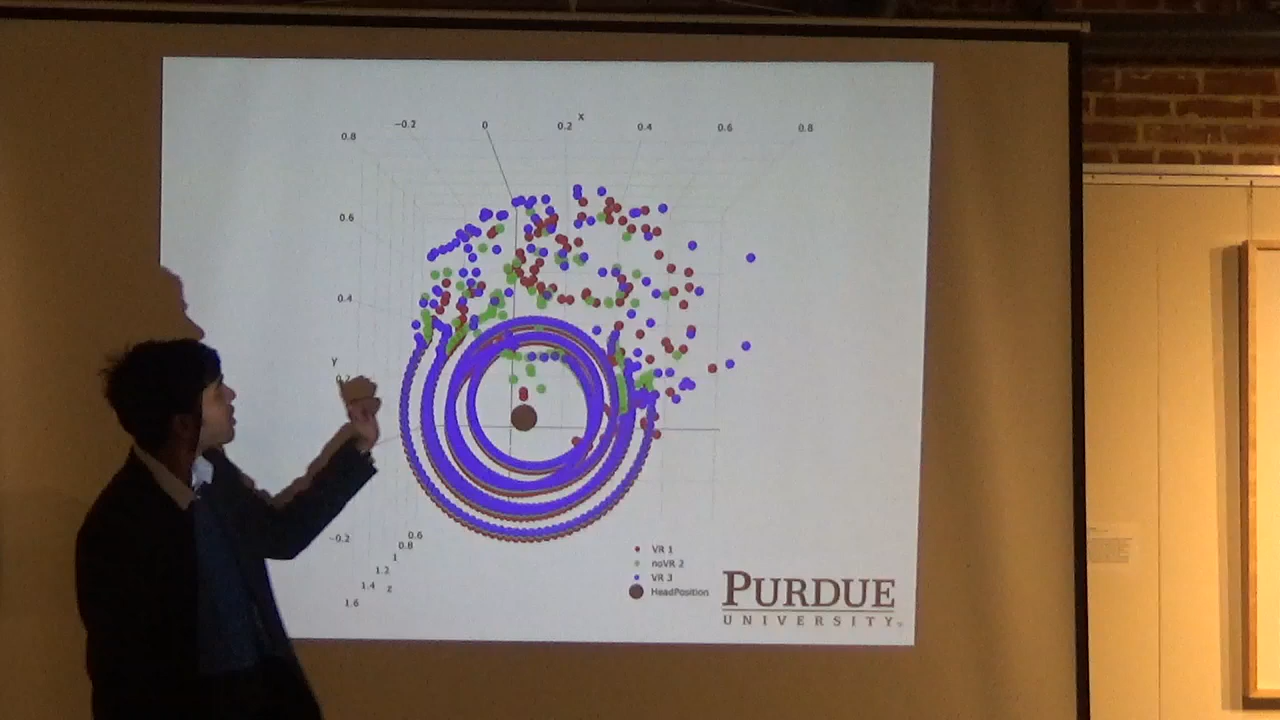 X
−0.2 0 0.2 0.4 0.6 0.8
0.8
0.6
0.4
Y
−0.2
0.6
0.8
1
1.2
1.4
1.6
Z
VR 1
noVR 2
VR 3
HeadPosition
PURDUE
UNIVERSITY